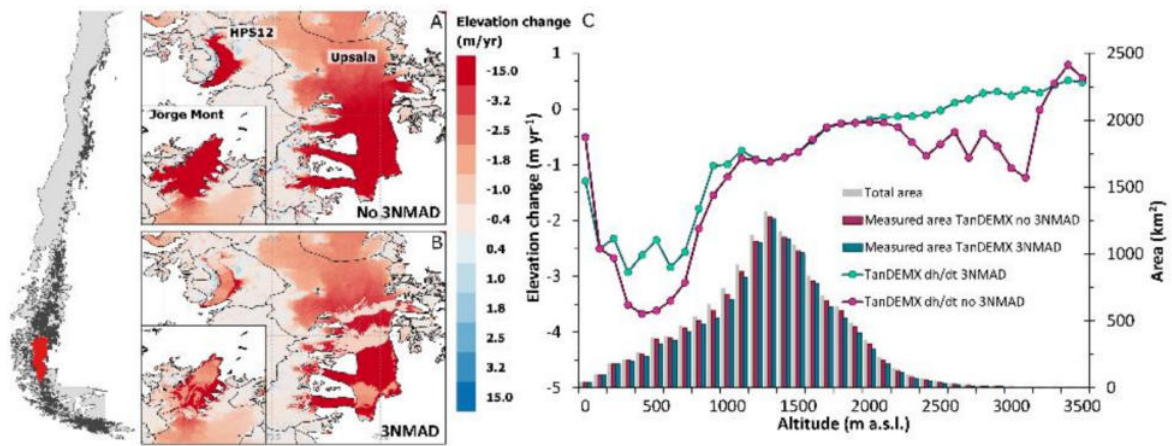 A
HPS12
Upsala
Jorge Mont
No 3NMAD
B
3NMAD
Elevation change
(m/yr)
-15.0
-3.2
-2.5
-1.8
-1.0
-0.4
0.4
1.0
1.8
2.5
3.2
15.0
C
Elevation change (m yr⁻¹)
1
0
-1
-2
-3
-4
-5
Total area
Measured area TanDEMX no 3NMAD
Measured area TanDEMX 3NMAD
TanDEMX dh/dt 3NMAD
TanDEMX dh/dt no 3NMAD
2500
2000
1500
1000
500
0
Area (km²)
0 500 1000 1500 2000 2500 3000 3500
Altitude (m a.s.l.)